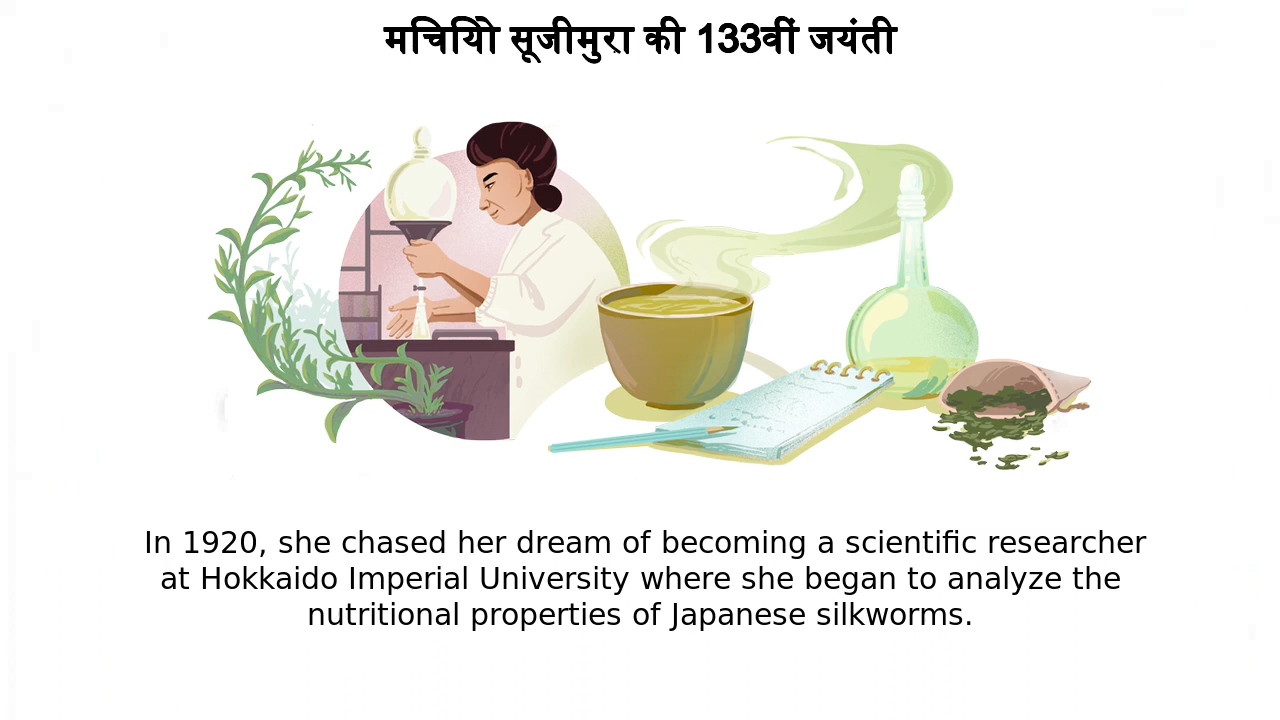 मिचियो सूजीमुरा की 133वीं जयंती
In 1920, she chased her dream of becoming a scientific researcher
at Hokkaido Imperial University where she began to analyze the
nutritional properties of Japanese silkworms.